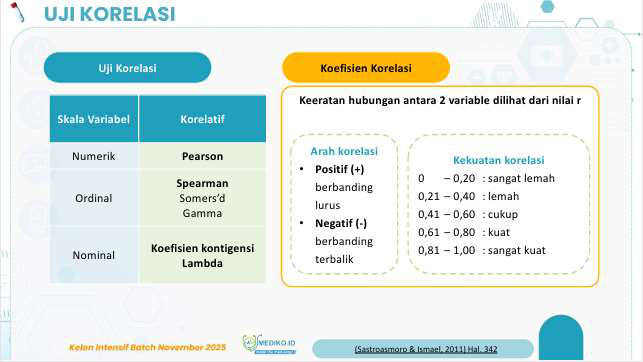 UJI KORELASI
Uji Korelasi
Skala Variabel Korelatif
Numerik Pearson
Ordinal Spearman
Somers'd
Gamma
Nominal Koefisien kontigensi
Lambda
Koefisien Korelasi
Keeratan hubungan antara 2 variable dilihat dari nilai r
Arah korelasi
• Positif (+)
berbanding
lurus
• Negatif (-)
berbanding
terbalik
Kekuatan korelasi
0 – 0,20 : sangat lemah
0,21 – 0,40 : lemah
0,41 – 0,60 : cukup
0,61 – 0,80 : kuat
0,81 – 1,00 : sangat kuat
Kelon Intensif Batch November 2025
MEDIKO.ID
(Sastroasmoro & Ismael, 2011) Hal. 342